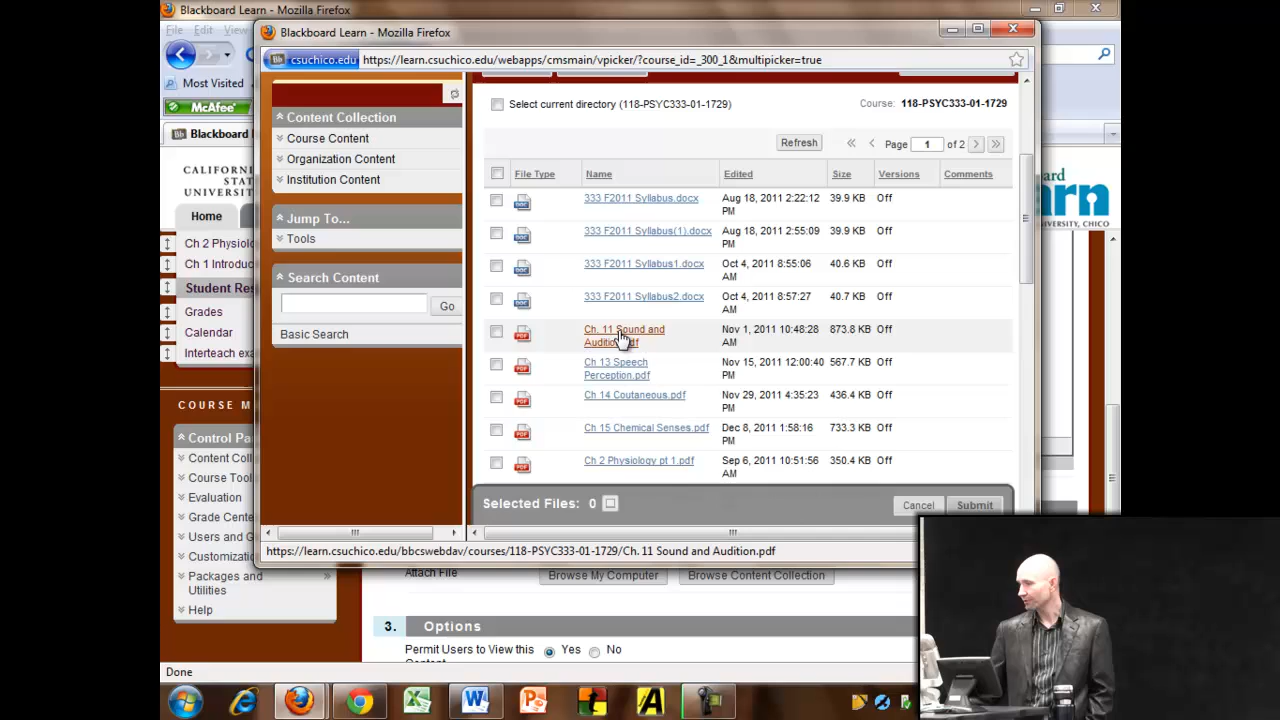 Blackboard Learn - Mozilla Firefox
File Edit View
Blackboard Learn - Mozilla Firefox
csuchico.edu https://learn.csuchico.edu/webapps/cmsmain/vpicker/?course_id=_300_1&multipicker=true
Most Visited
McAfee
Blackboard
CALIFORNIA
STATE
UNIVERSITY
Home
Ch 2 Physiolo
Ch 1 Introduc
Student Res
Grades
Calendar
Interteach exa
COURSE M
Control Pa
Content Coll
Course Tool
Evaluation
Grade Cente
Users and G
Customizatio
Packages and
Utilities
Help
Content Collection
Course Content
Organization Content
Institution Content
Jump To...
Tools
Search Content
Go
Basic Search
Select current directory (118-PSYC333-01-1729)
Course: 118-PSYC333-01-1729
Refresh
Page 1 of 2
File Type Name Edited Size Versions Comments
333 F2011 Syllabus.docx Aug 18, 2011 2:22:12 PM 39.9 KB Off
333 F2011 Syllabus(1).docx Aug 18, 2011 2:55:09 PM 39.9 KB Off
333 F2011 Syllabus1.docx Oct 4, 2011 8:55:06 AM 40.6 KB Off
333 F2011 Syllabus2.docx Oct 4, 2011 8:57:27 AM 40.7 KB Off
Ch. 11 Sound and Audition.pdf Nov 1, 2011 10:48:28 AM 873.8 KB Off
Ch 13 Speech Perception.pdf Nov 15, 2011 12:00:40 PM 567.7 KB Off
Ch 14 Coutaneous.pdf Nov 29, 2011 4:35:23 PM 436.4 KB Off
Ch 15 Chemical Senses.pdf Dec 8, 2011 1:58:16 PM 733.3 KB Off
Ch 2 Physiology pt 1.pdf Sep 6, 2011 10:51:56 AM 350.4 KB Off
Selected Files: 0
Cancel Submit
https://learn.csuchico.edu/bbcswebdav/courses/118-PSYC333-01-1729/Ch. 11 Sound and Audition.pdf
UNIVERSITY, CHICO
Attach File Browse My Computer Browse Content Collection
3. Options
Permit Users to View this Yes No
Done